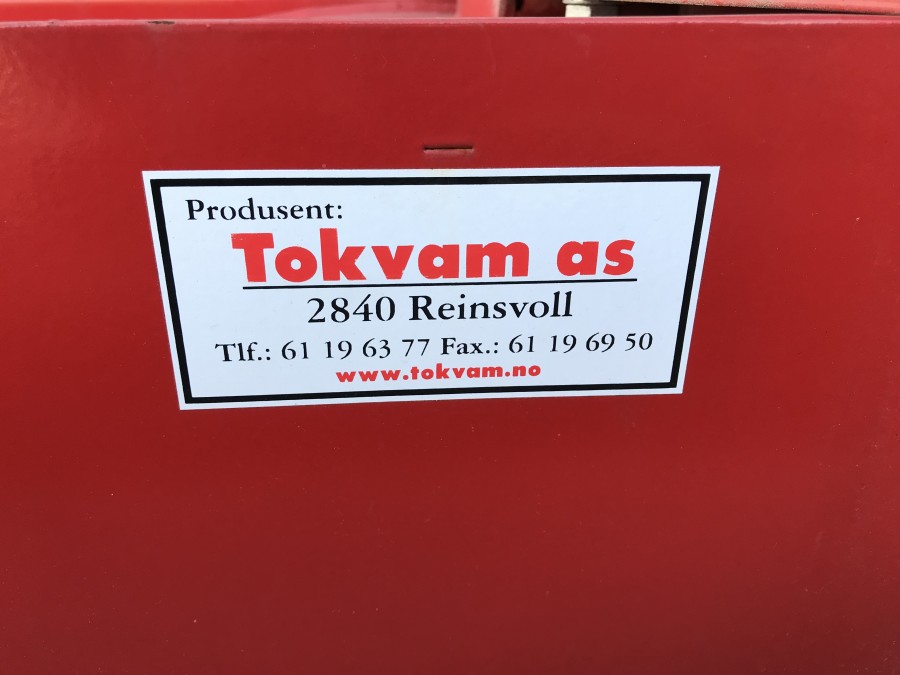 Produsent:
Tokvam as
2840 Reinsvoll
Tlf.: 61 19 63 77 Fax.: 61 19 69 50
www.tokvam.no